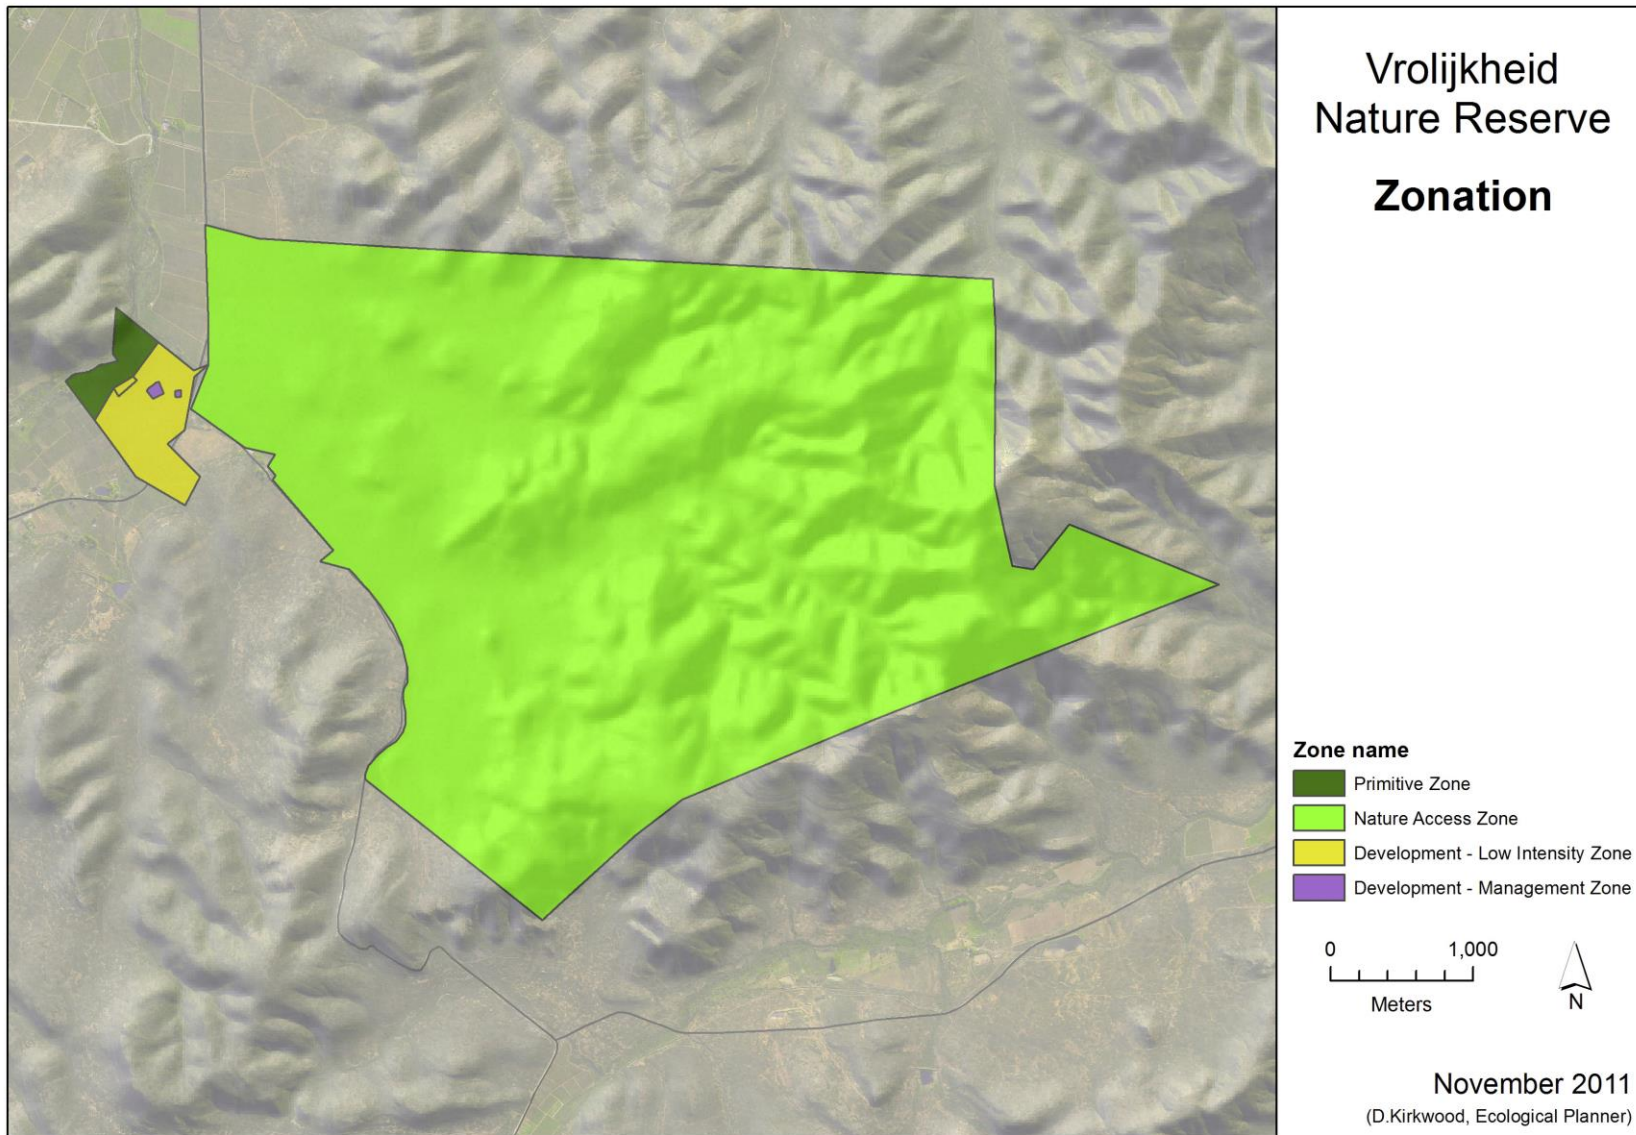 Vrolijkheid
Nature Reserve
Zonation
Zone name
Primitive Zone
Nature Access Zone
Development - Low Intensity Zone
Development - Management Zone
0 1,000
Meters
N
November 2011
(D.Kirkwood, Ecological Planner)